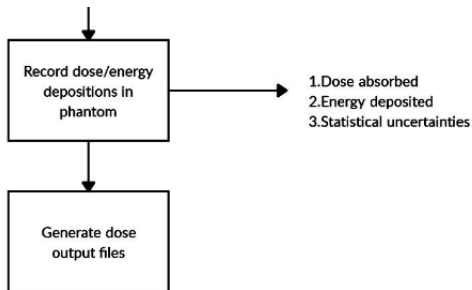 Record dose/energy
depositions in
phantom
1.Dose absorbed
2.Energy deposited
3.Statistical uncertainties
Generate dose
output files